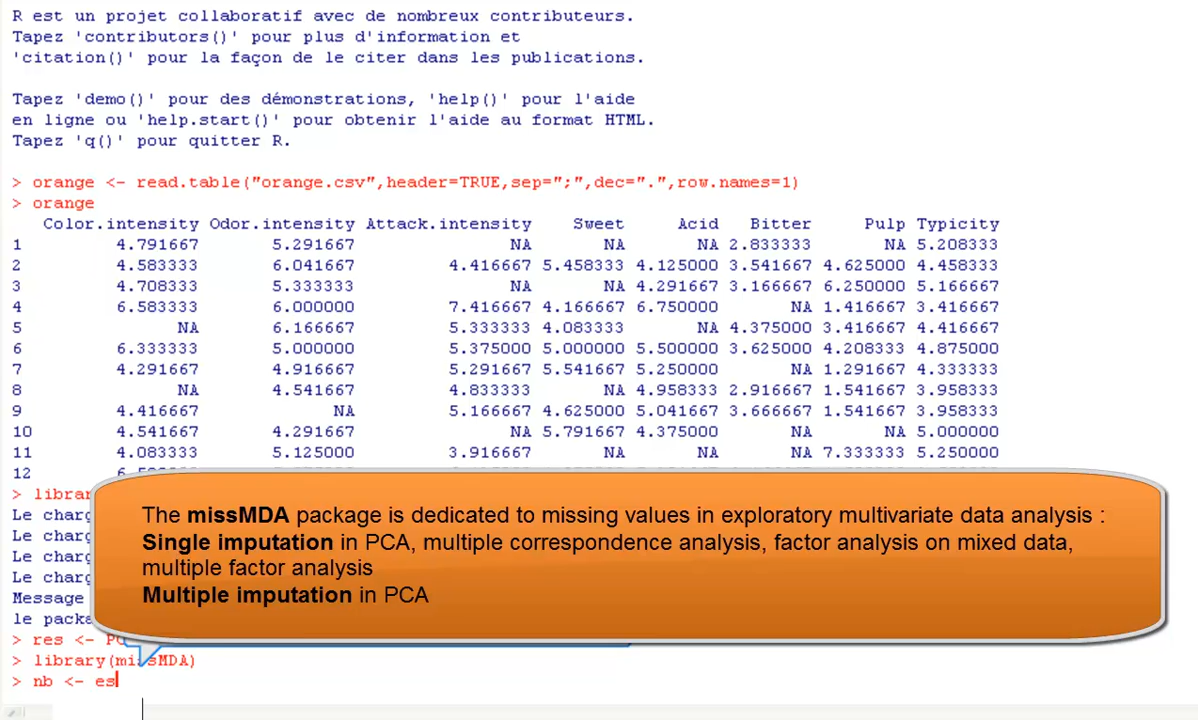 R est un projet collaboratif avec de nombreux contributeurs.
Tapez 'contributors()' pour plus d'information et
'citation()' pour la façon de le citer dans les publications.
Tapez 'demo()' pour des démonstrations, 'help()' pour l'aide
en ligne ou 'help.start()' pour obtenir l'aide au format HTML.
Tapez 'q()' pour quitter R.
> orange <- read.table("orange.csv",header=TRUE,sep=";",dec=".",row.names=1)
> orange
Color.intensity Odor.intensity Attack.intensity Sweet Acid Bitter Pulp Typicity
1 4.791667 5.291667 NA NA NA 2.833333 NA 5.208333
2 4.583333 6.041667 4.416667 5.458333 4.125000 3.541667 4.625000 4.458333
3 4.708333 5.333333 NA NA 4.291667 3.166667 6.250000 5.166667
4 6.583333 6.000000 7.416667 4.166667 6.750000 NA 1.416667 3.416667
5 NA 6.166667 5.333333 4.083333 NA 4.375000 3.416667 4.416667
6 6.333333 5.000000 5.375000 5.000000 5.500000 3.625000 4.208333 4.875000
7 4.291667 4.916667 5.291667 5.541667 5.250000 NA 1.291667 4.333333
8 NA 4.541667 4.833333 NA 4.958333 2.916667 1.541667 3.958333
9 4.416667 NA 5.166667 4.625000 5.041667 3.666667 1.541667 3.958333
10 4.541667 4.291667 NA 5.791667 4.375000 NA NA 5.000000
11 4.083333 5.125000 3.916667 NA NA NA 7.333333 5.250000
12
> librar
Le charg
Le charg
Le charg
Le charg
Message
le packa
The missMDA package is dedicated to missing values in exploratory multivariate data analysis :
Single imputation in PCA, multiple correspondence analysis, factor analysis on mixed data,
multiple factor analysis
Multiple imputation in PCA
> res <-
> library(missMDA)
> nb <- es